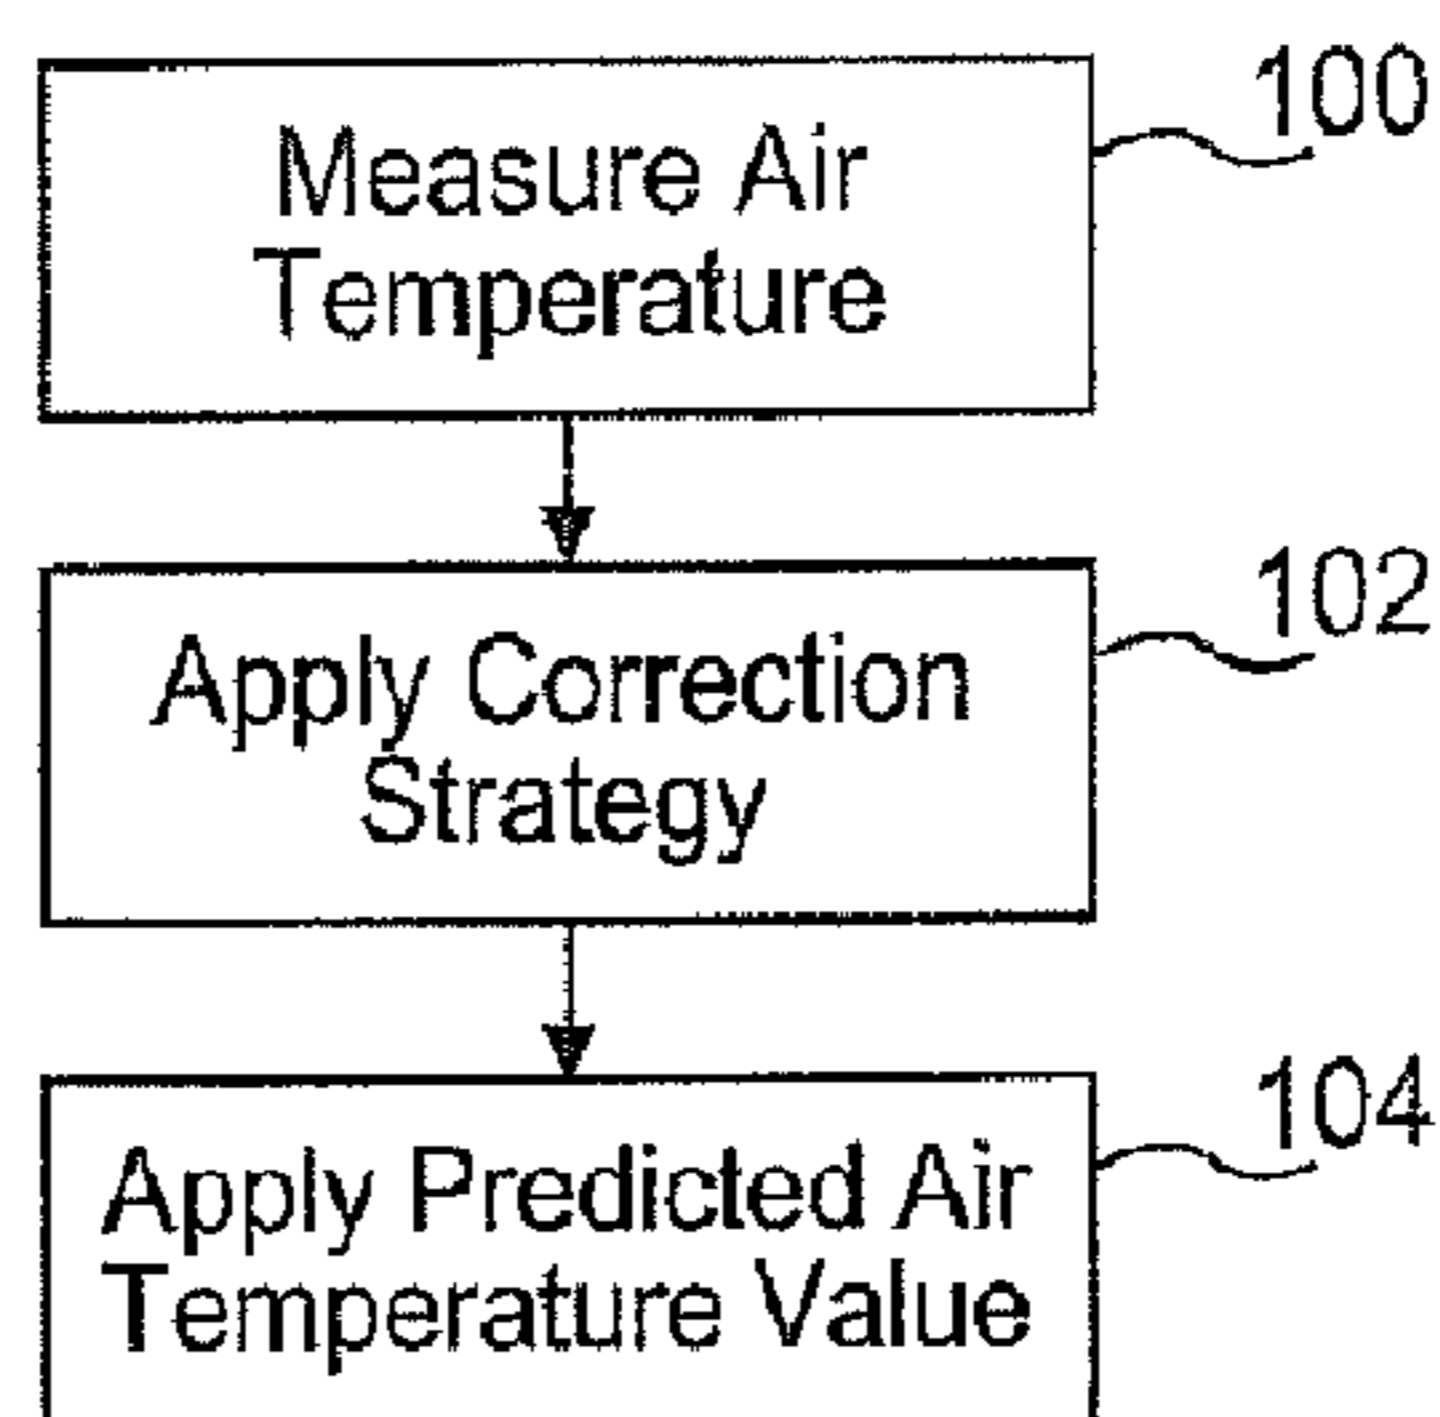 Measure Air
Temperature
100
Apply Correction
Strategy
102
Apply Predicted Air
Temperature Value
104